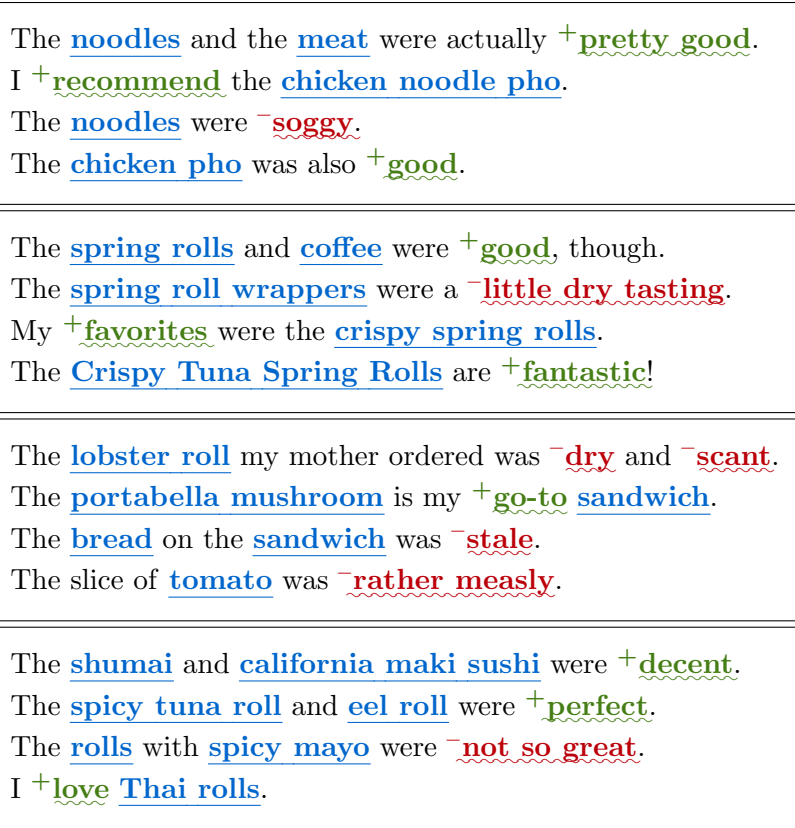 The noodles and the meat were actually +pretty good.
I +recommend the chicken noodle pho.
The noodles were −soggy.
The chicken pho was also +good.
The spring rolls and coffee were +good, though.
The spring roll wrappers were a −little dry tasting.
My +favorites were the crispy spring rolls.
The Crispy Tuna Spring Rolls are +fantastic!
The lobster roll my mother ordered was −dry and −scant.
The portabella mushroom is my +go-to sandwich.
The bread on the sandwich was −stale.
The slice of tomato was −rather measly.
The shumai and california maki sushi were +decent.
The spicy tuna roll and eel roll were +perfect.
The rolls with spicy mayo were −not so great.
I +love Thai rolls.